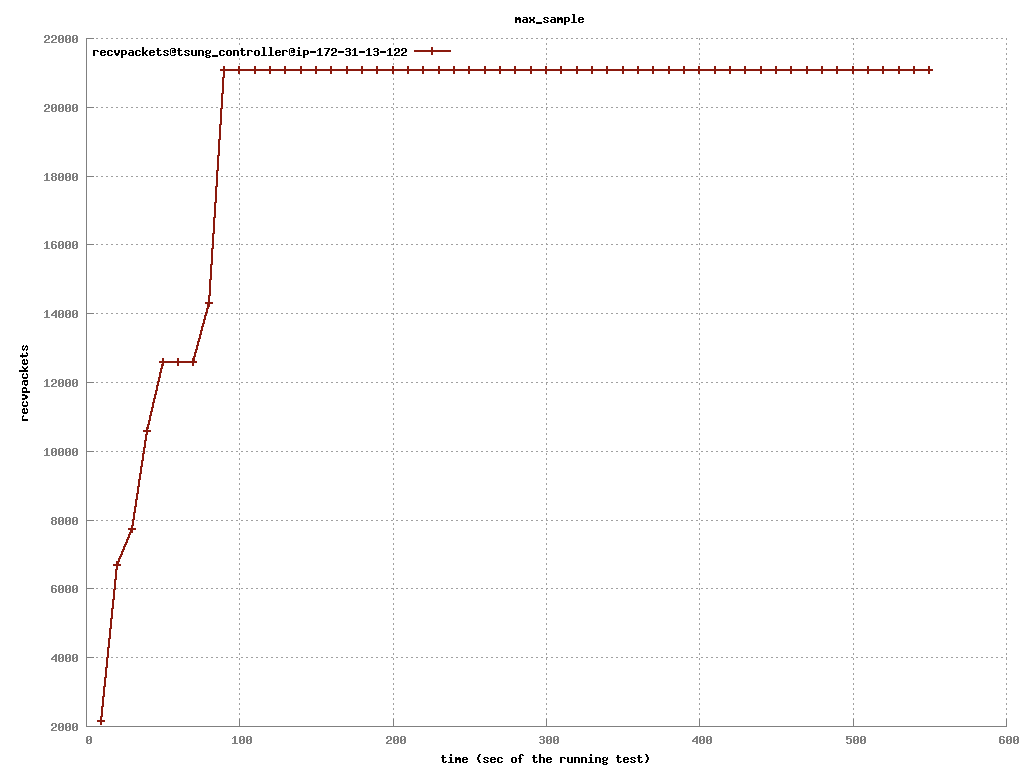 max_sample
recvpackets@tsung_controller@ip-172-31-13-122
22000
20000
18000
16000
14000
12000
10000
8000
6000
4000
2000
recvpackets
0 100 200 300 400 500 600
time (sec of the running test)